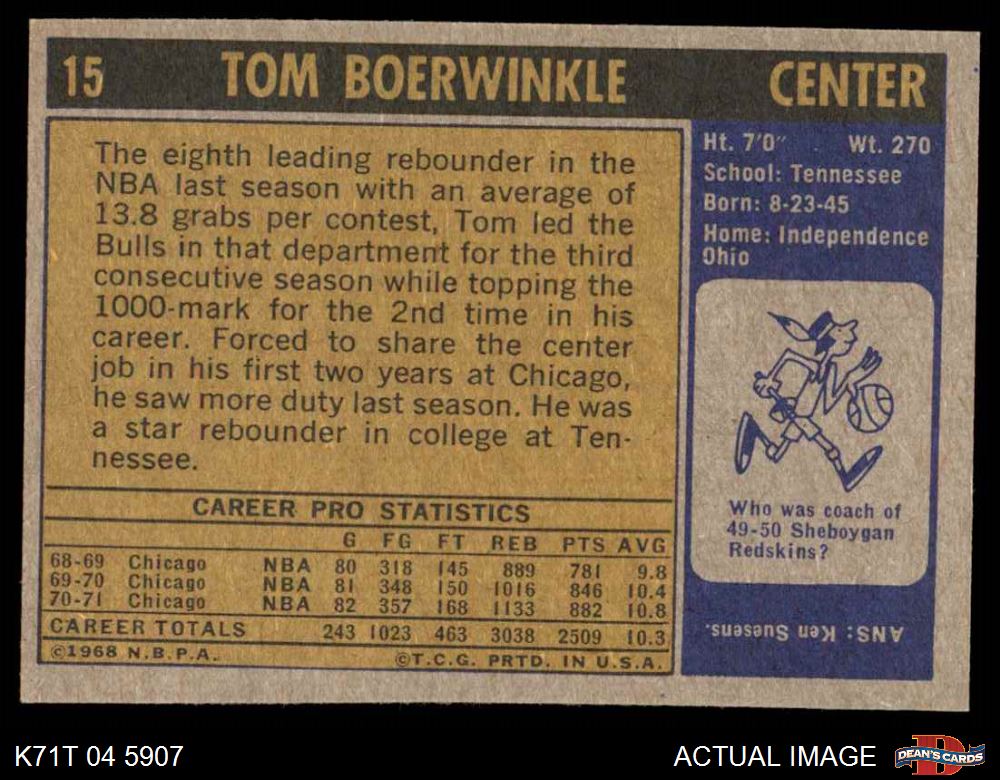 15 TOM BOERWINKLE CENTER
The eighth leading rebounder in the
NBA last season with an average of
13.8 grabs per contest, Tom led the
Bulls in that department for the third
consecutive season while topping the
1000-mark for the 2nd time in his
career. Forced to share the center
job in his first two years at Chicago,
he saw more duty last season. He was
a star rebounder in college at Ten-
nessee.
Ht. 7'0" Wt. 270
School: Tennessee
Born: 8-23-45
Home: Independence
Ohio
Who was coach of
49-50 Sheboygan
Redskins?
ANS: Ken Suesens.
CAREER PRO STATISTICS
G FG FT REB PTS AVG
68-69 Chicago NBA 80 318 145 889 781 9.8
69-70 Chicago NBA 81 348 150 1016 846 10.4
70-71 Chicago NBA 82 357 168 1133 882 10.8
CAREER TOTALS 243 1023 463 3038 2509 10.3
©1968 N.B.P.A. ©T.C.G. PRTD. IN U.S.A.
K71T 04 5907 ACTUAL IMAGE DEAN'S CARDS